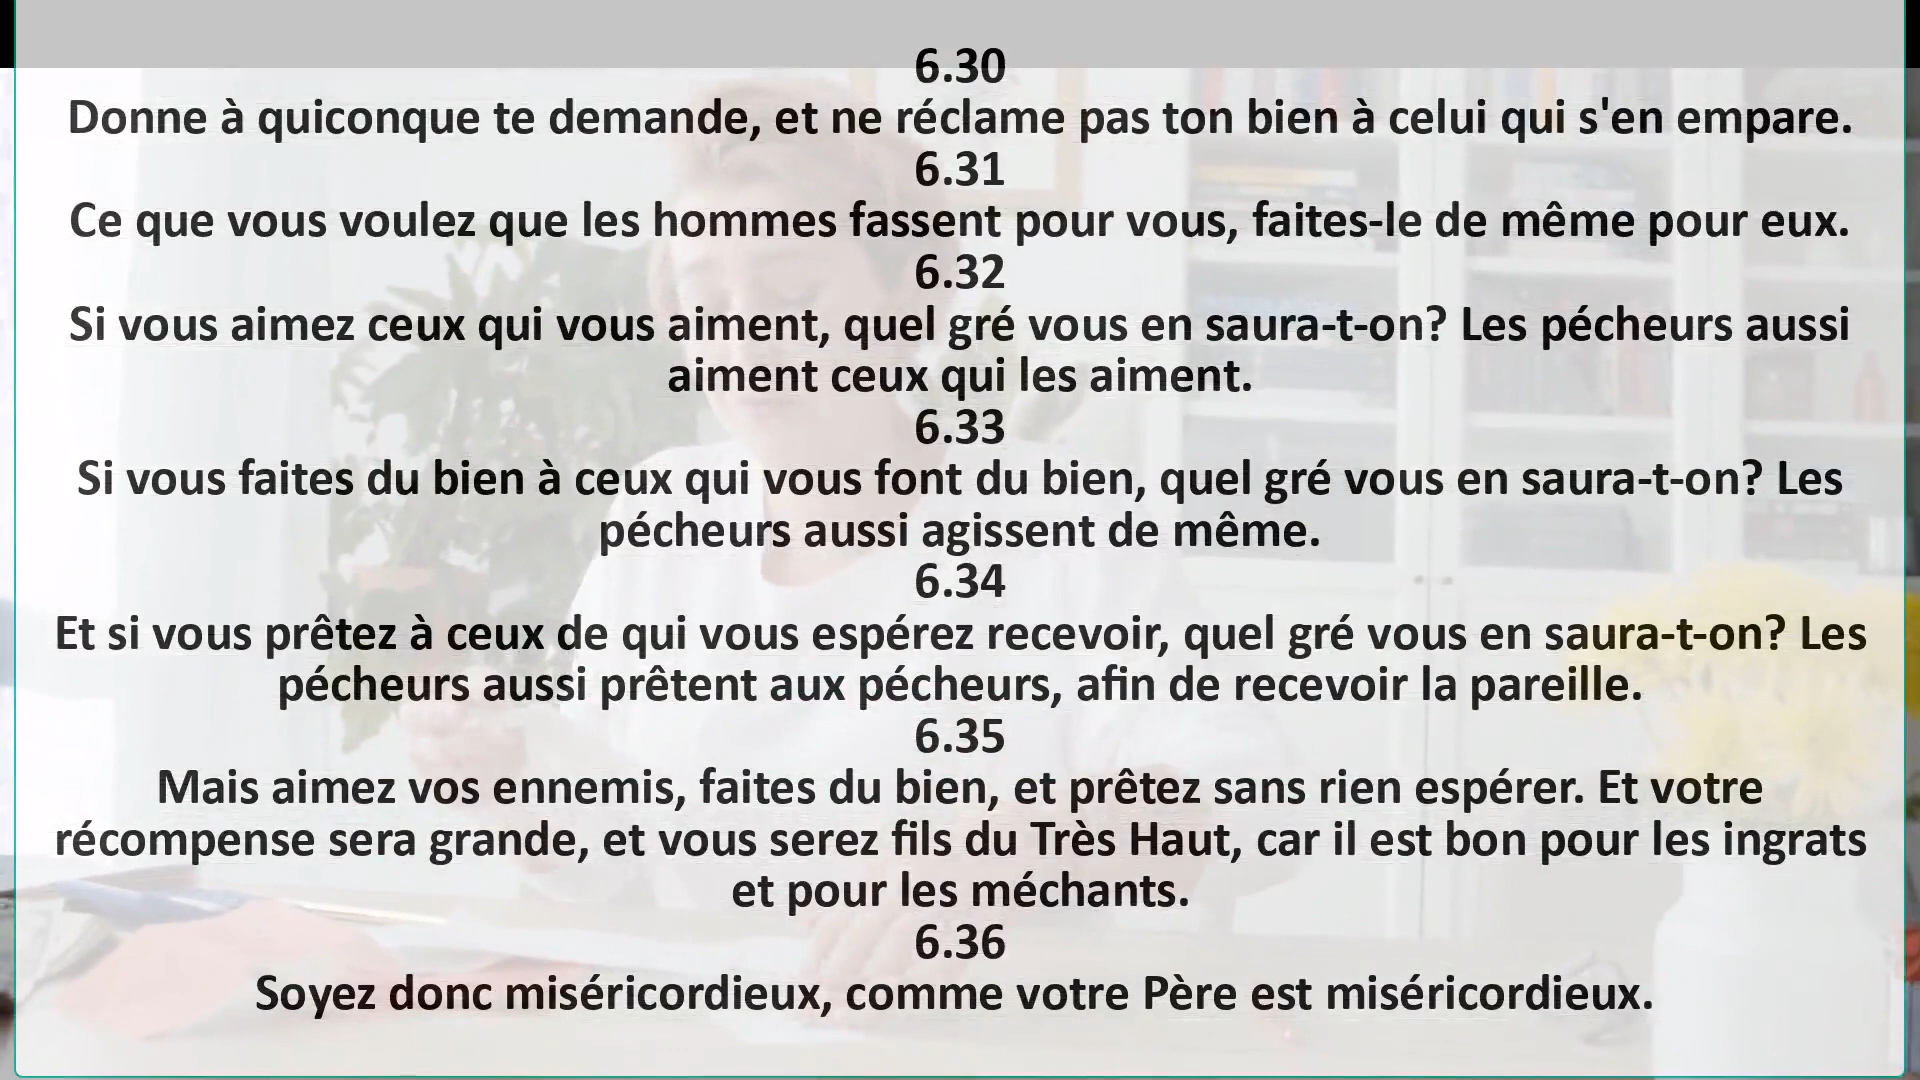 6.30
Donne à quiconque te demande, et ne réclame pas ton bien à celui qui s'en empare.
6.31
Ce que vous voulez que les hommes fassent pour vous, faites-le de même pour eux.
6.32
Si vous aimez ceux qui vous aiment, quel gré vous en saura-t-on? Les pécheurs aussi
aiment ceux qui les aiment.
6.33
Si vous faites du bien à ceux qui vous font du bien, quel gré vous en saura-t-on? Les
pécheurs aussi agissent de même.
6.34
Et si vous prêtez à ceux de qui vous espérez recevoir, quel gré vous en saura-t-on? Les
pécheurs aussi prêtent aux pécheurs, afin de recevoir la pareille.
6.35
Mais aimez vos ennemis, faites du bien, et prêtez sans rien espérer. Et votre
récompense sera grande, et vous serez fils du Très Haut, car il est bon pour les ingrats
et pour les méchants.
6.36
Soyez donc miséricordieux, comme votre Père est miséricordieux.